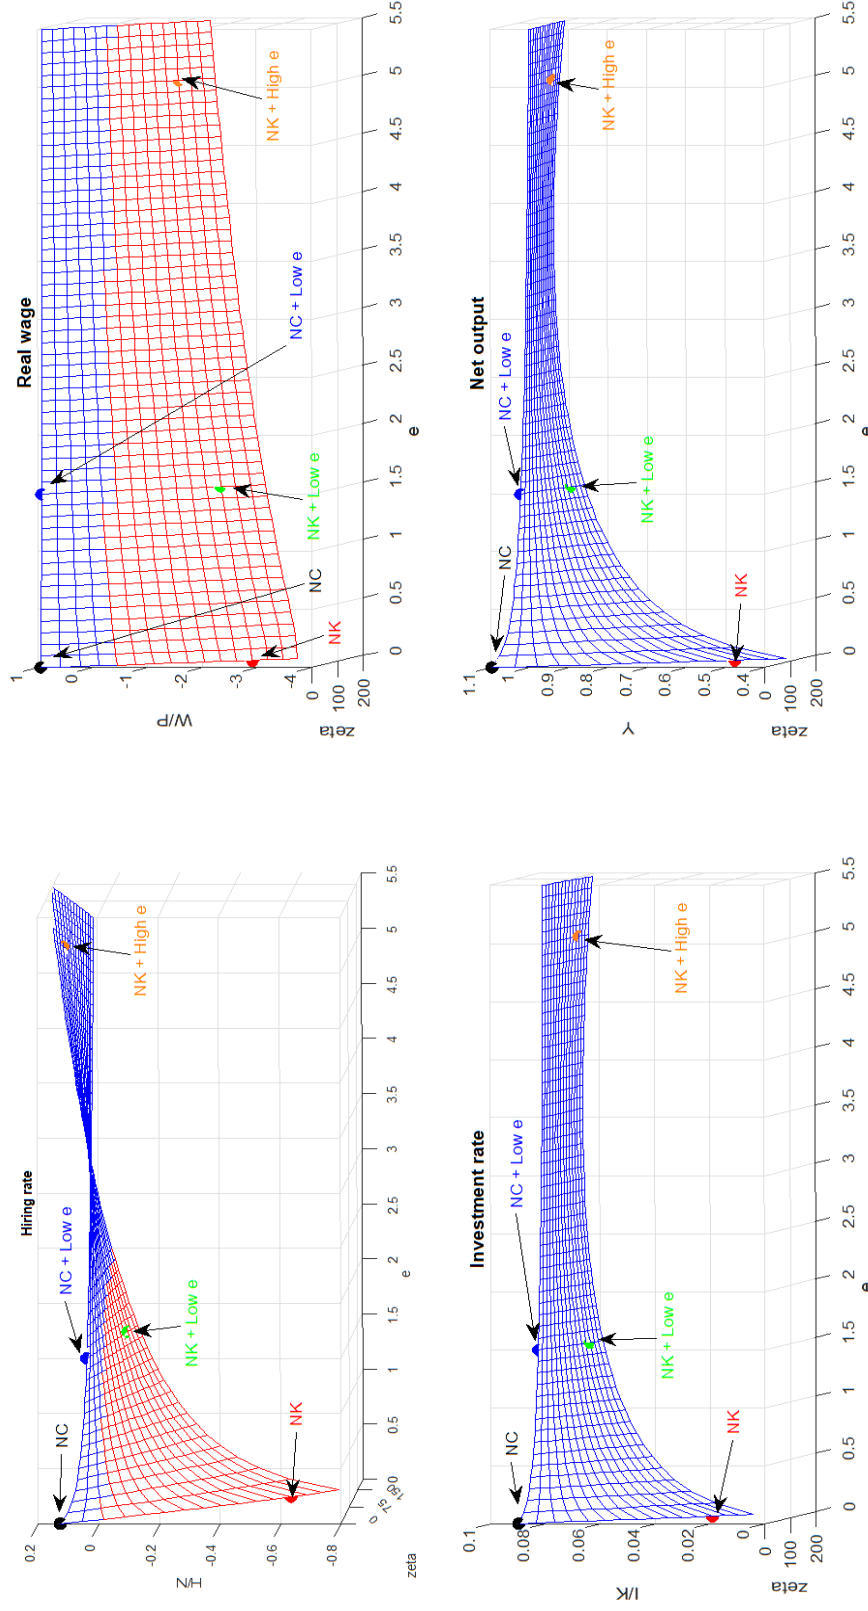 Hiring rate
0.2
0
-0.2
-0.4
-0.6
-0.8
H/N
zeta
0
0.5
1
1.5
2
2.5
3
3.5
4
4.5
5
5.5
e
NC
NC + Low e
NK + High e
NK + Low e
NK
Real wage
1
0
-1
-2
-3
-4
W/P
0
100
200
zeta
0
0.5
1
1.5
2
2.5
3
3.5
4
4.5
5
5.5
e
NK + High e
NC + Low e
NK + Low e
NC
NK
Investment rate
0.1
0.08
0.06
0.04
0.02
0
I/K
0
100
200
zeta
0
0.5
1
1.5
2
2.5
3
3.5
4
4.5
5
5.5
e
NC
NC + Low e
NK + High e
NK + Low e
NK
Net output
1.1
1
0.9
0.8
0.7
0.6
0.5
0.4
Y
0
100
200
zeta
0
0.5
1
1.5
2
2.5
3
3.5
4
4.5
5
5.5
e
NC
NC + Low e
NK + High e
NK + Low e
NK